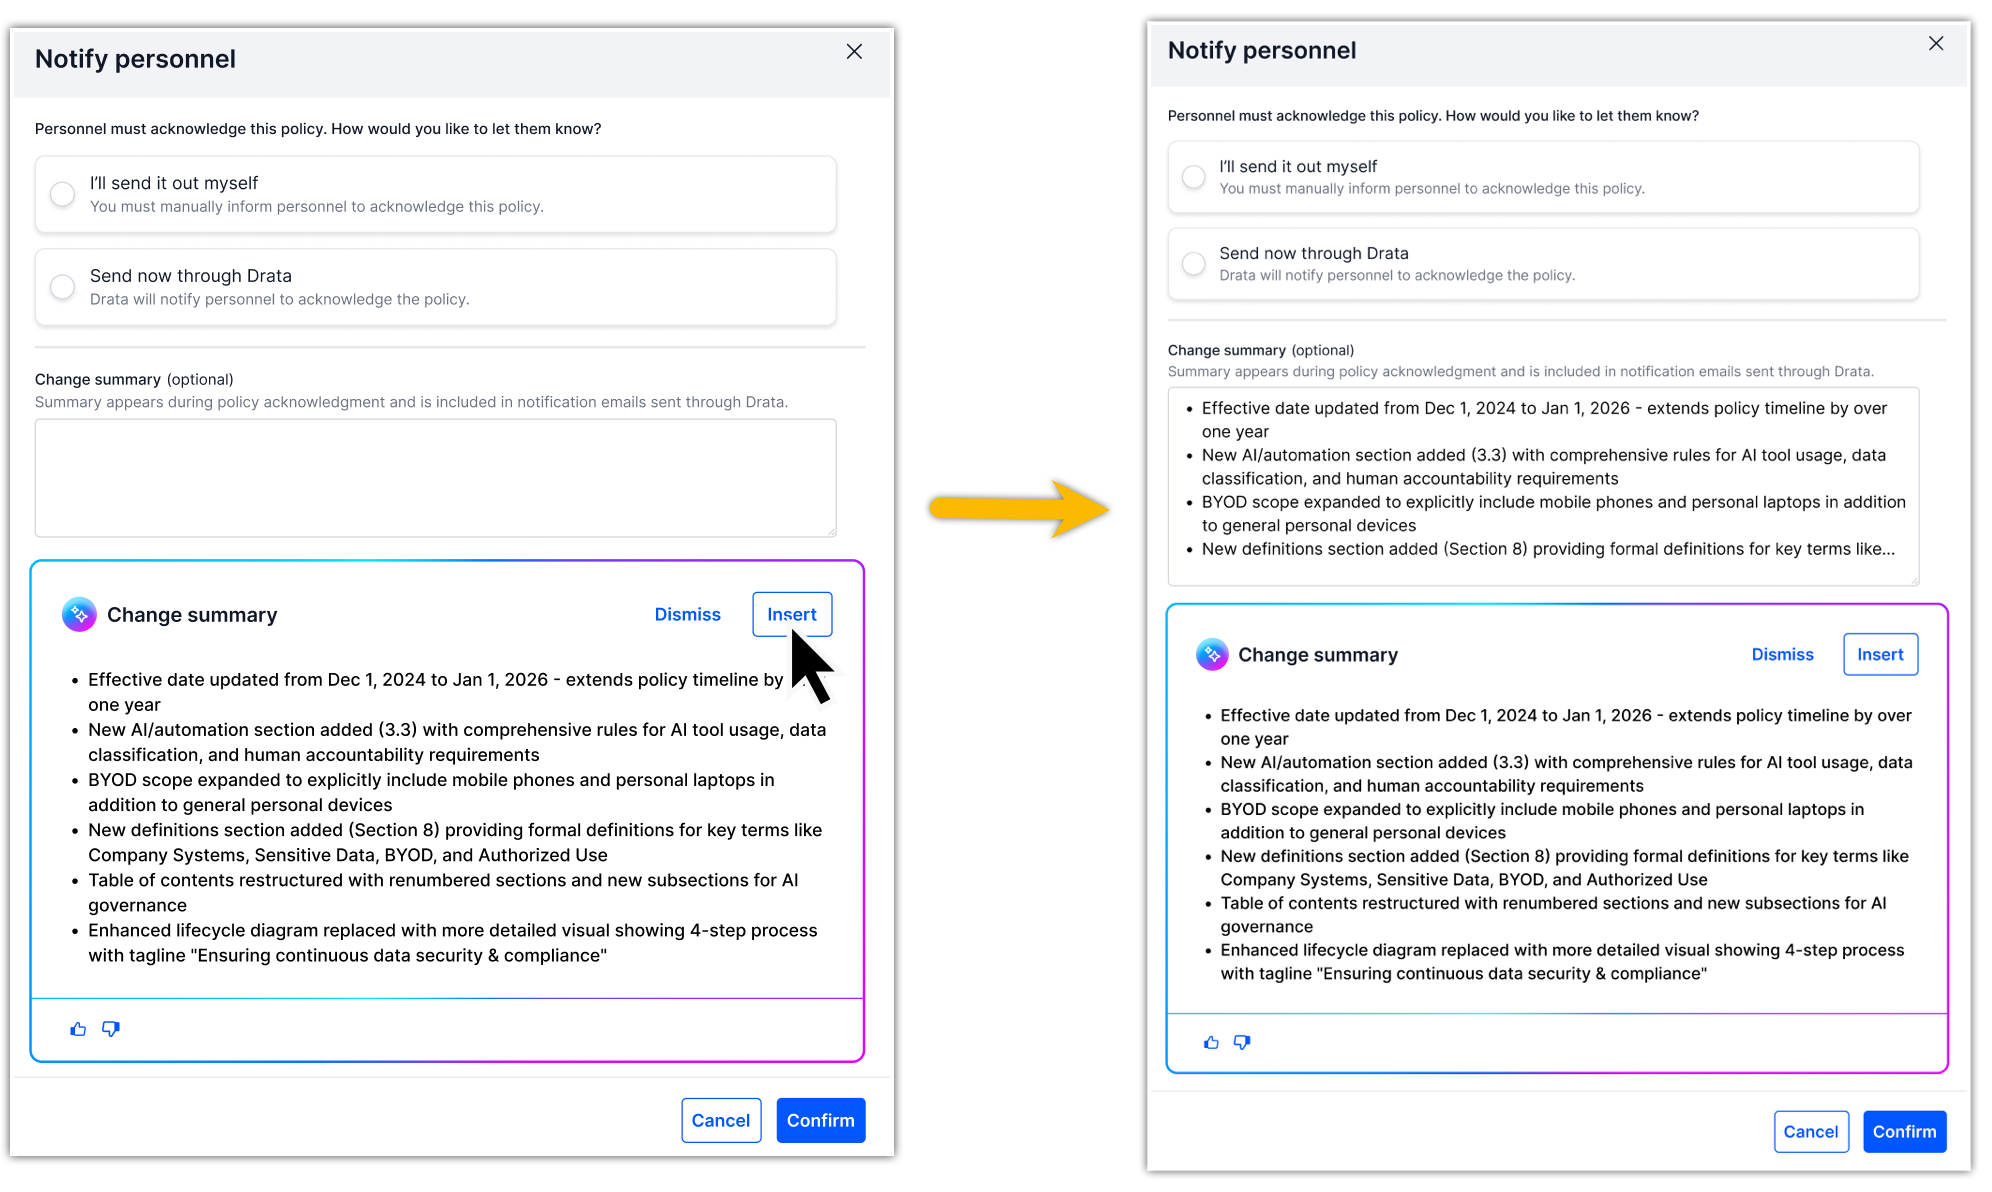 Notify personnel
Personnel must acknowledge this policy. How would you like to let them know?
I'll send it out myself
You must manually inform personnel to acknowledge this policy.
Send now through Drata
Drata will notify personnel to acknowledge the policy.
Change summary (optional)
Summary appears during policy acknowledgment and is included in notification emails sent through Drata.
Change summary
Dismiss
Insert
• Effective date updated from Dec 1, 2024 to Jan 1, 2026 - extends policy timeline by
one year
• New AI/automation section added (3.3) with comprehensive rules for AI tool usage, data
classification, and human accountability requirements
• BYOD scope expanded to explicitly include mobile phones and personal laptops in
addition to general personal devices
• New definitions section added (Section 8) providing formal definitions for key terms like
Company Systems, Sensitive Data, BYOD, and Authorized Use
• Table of contents restructured with renumbered sections and new subsections for AI
governance
• Enhanced lifecycle diagram replaced with more detailed visual showing 4-step process
with tagline "Ensuring continuous data security & compliance"
Cancel
Confirm
Notify personnel
Personnel must acknowledge this policy. How would you like to let them know?
I'll send it out myself
You must manually inform personnel to acknowledge this policy.
Send now through Drata
Drata will notify personnel to acknowledge the policy.
Change summary (optional)
Summary appears during policy acknowledgment and is included in notification emails sent through Drata.
• Effective date updated from Dec 1, 2024 to Jan 1, 2026 - extends policy timeline by over
one year
• New AI/automation section added (3.3) with comprehensive rules for AI tool usage, data
classification, and human accountability requirements
• BYOD scope expanded to explicitly include mobile phones and personal laptops in addition
to general personal devices
• New definitions section added (Section 8) providing formal definitions for key terms like...
Change summary
Dismiss
Insert
• Effective date updated from Dec 1, 2024 to Jan 1, 2026 - extends policy timeline by over
one year
• New AI/automation section added (3.3) with comprehensive rules for AI tool usage, data
classification, and human accountability requirements
• BYOD scope expanded to explicitly include mobile phones and personal laptops in
addition to general personal devices
• New definitions section added (Section 8) providing formal definitions for key terms like
Company Systems, Sensitive Data, BYOD, and Authorized Use
• Table of contents restructured with renumbered sections and new subsections for AI
governance
• Enhanced lifecycle diagram replaced with more detailed visual showing 4-step process
with tagline "Ensuring continuous data security & compliance"
Cancel
Confirm